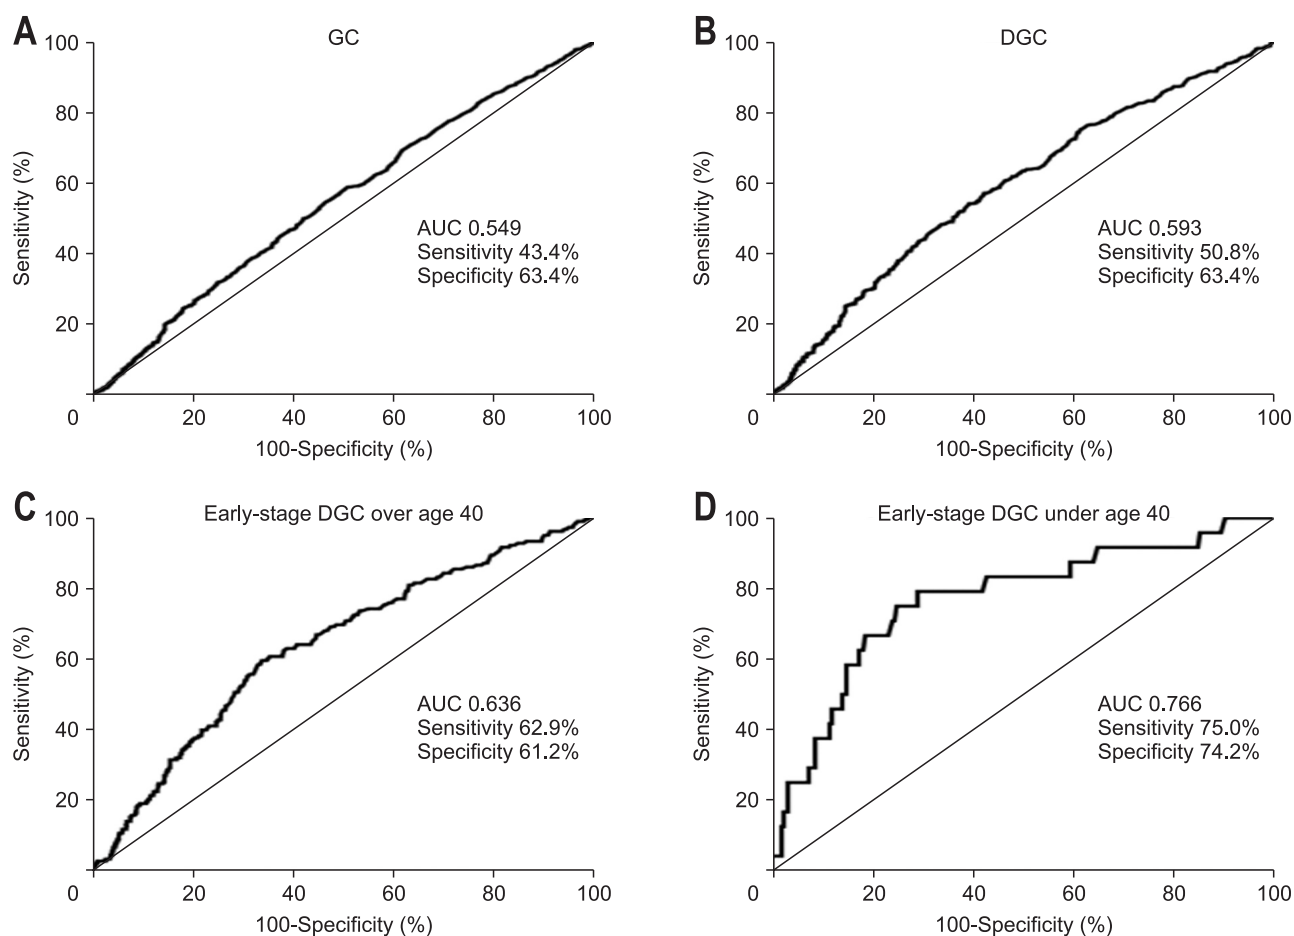 A
GC
100
80
60
40
20
0
20
40
60
80
100
Sensitivity (%)
100-Specificity (%)
AUC 0.549
Sensitivity 43.4%
Specificity 63.4%
B
DGC
100
80
60
40
20
0
20
40
60
80
100
Sensitivity (%)
100-Specificity (%)
AUC 0.593
Sensitivity 50.8%
Specificity 63.4%
C
Early-stage DGC over age 40
100
80
60
40
20
0
20
40
60
80
100
Sensitivity (%)
100-Specificity (%)
AUC 0.636
Sensitivity 62.9%
Specificity 61.2%
D
Early-stage DGC under age 40
100
80
60
40
20
0
20
40
60
80
100
Sensitivity (%)
100-Specificity (%)
AUC 0.766
Sensitivity 75.0%
Specificity 74.2%